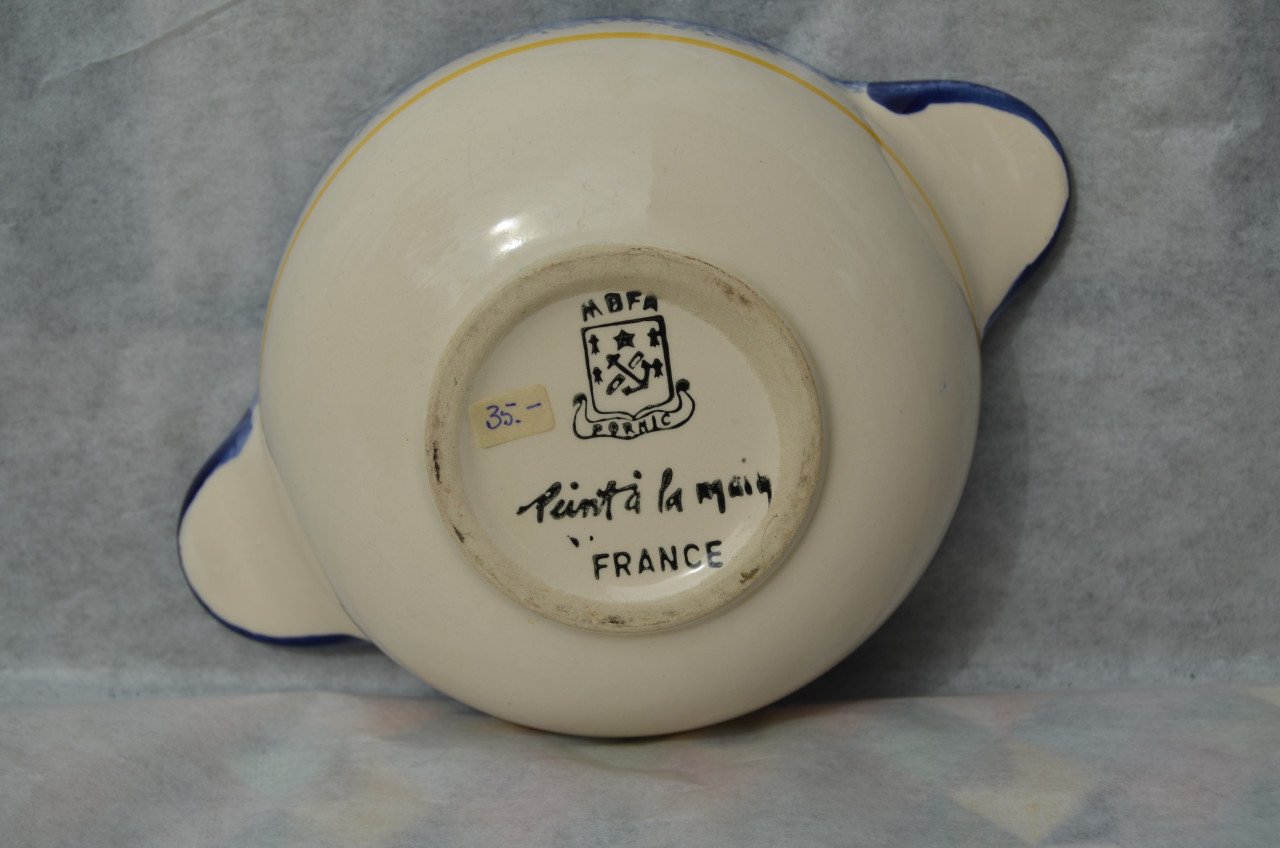 MBFA
PORNIC
35.-
Peint à la main
FRANCE